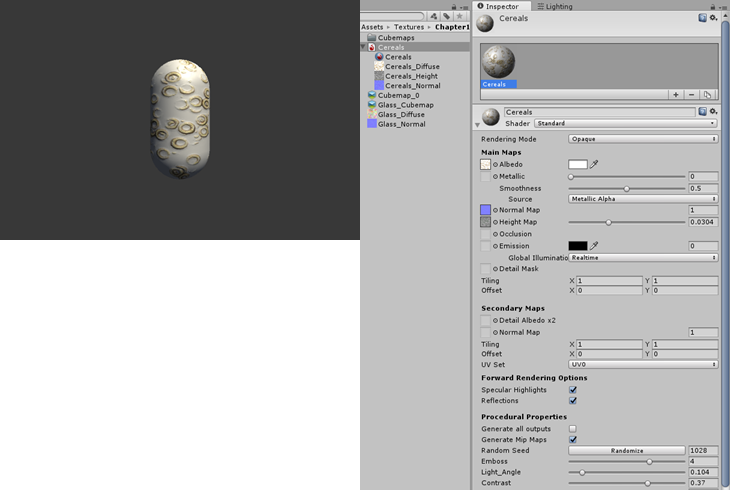 Inspector Lighting
Cereals
Assets Textures Chapter1
Cubemaps
Cereals
Cereals
Cereals_Diffuse
Cereals_Height
Cereals_Normal
Cubemap_0
Glass_Cubemap
Glass_Diffuse
Glass_Normal
Cereals
Cereals
Shader Standard
Rendering Mode Opaque
Main Maps
Albedo
Metallic 0
Smoothness 0.5
Source Metallic Alpha
Normal Map 1
Height Map 0.0304
Occlusion
Emission 0
Global Illuminatio Realtime
Detail Mask
Tiling X 1 Y 1
Offset X 0 Y 0
Secondary Maps
Detail Albedo x2
Normal Map 1
Tiling X 1 Y 1
Offset X 0 Y 0
UV Set UV0
Forward Rendering Options
Specular Highlights
Reflections
Procedural Properties
Generate all outputs
Generate Mip Maps
Random Seed Randomize 1028
Emboss 4
Light_Angle 0.104
Contrast 0.37